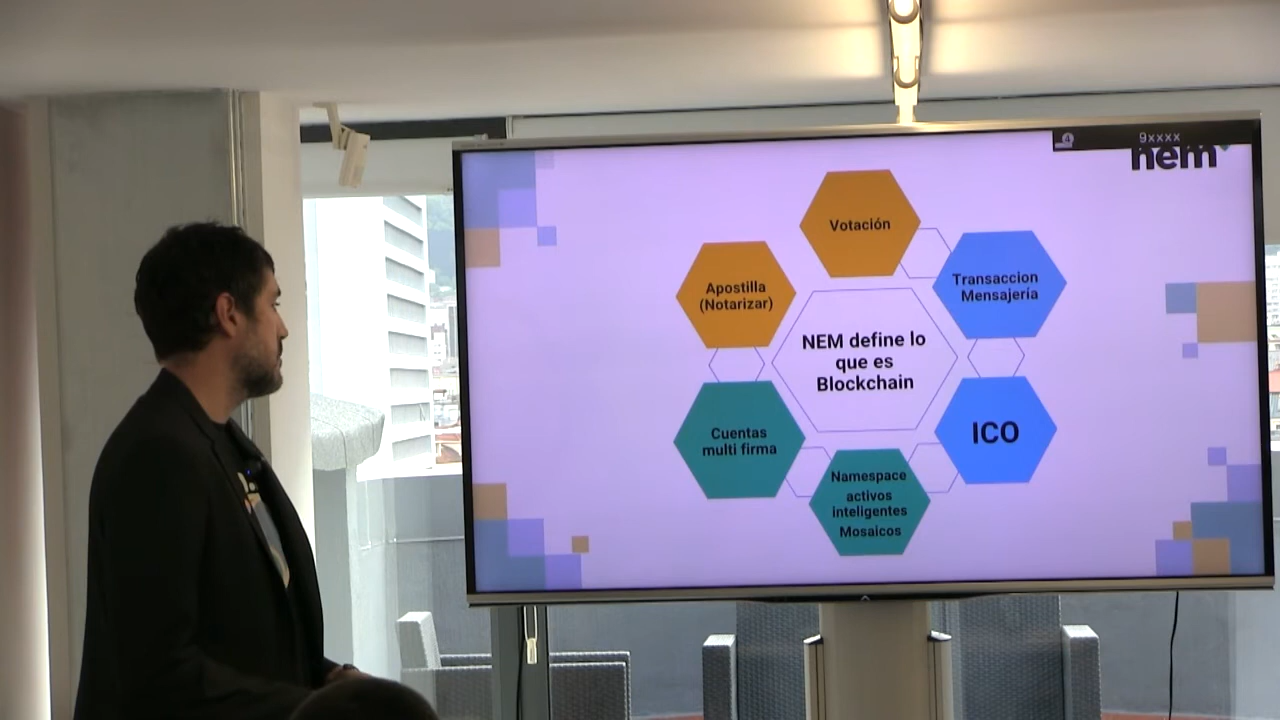 9xxxx
nem
Votación
Transaccion
Mensajería
Apostilla
(Notarizar)
NEM define lo
que es
Blockchain
ICO
Cuentas
multi firma
Namespace
activos
inteligentes
Mosaicos